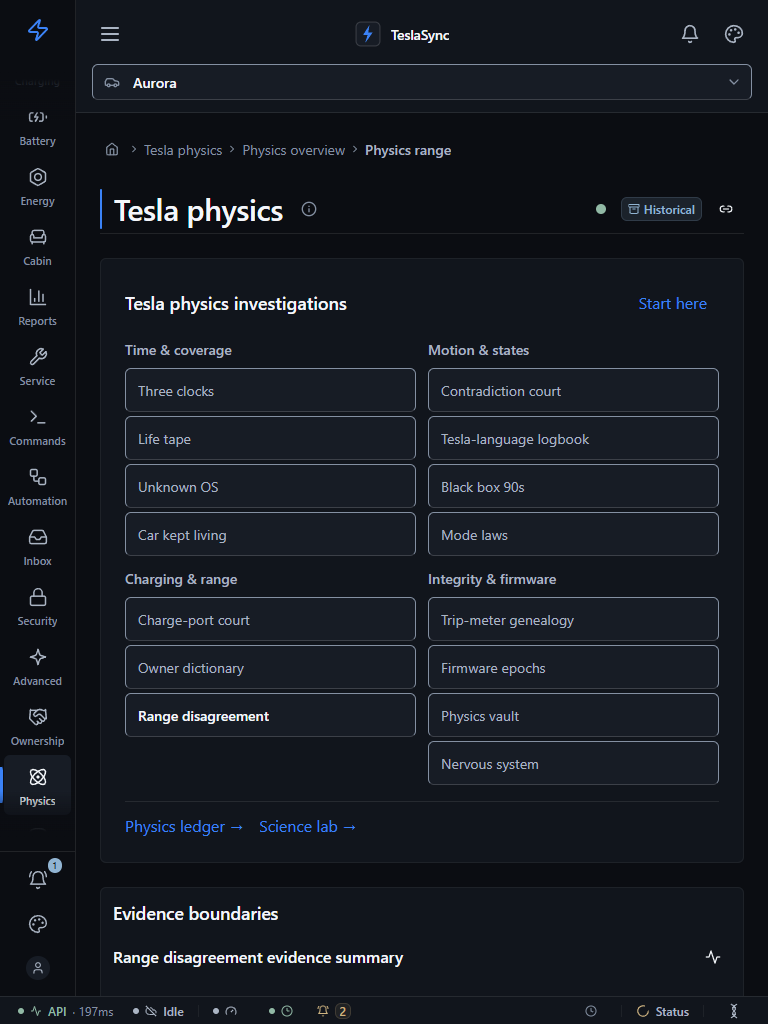 TeslaSync
Aurora
Charging
Battery
Energy
Cabin
Reports
Service
Commands
Automation
Inbox
Security
Advanced
Ownership
Physics
1
Tesla physics > Physics overview > Physics range
Tesla physics
Historical
Tesla physics investigations
Start here
Time & coverage
Three clocks
Life tape
Unknown OS
Car kept living
Motion & states
Contradiction court
Tesla-language logbook
Black box 90s
Mode laws
Charging & range
Charge-port court
Owner dictionary
Range disagreement
Integrity & firmware
Trip-meter genealogy
Firmware epochs
Physics vault
Nervous system
Physics ledger →
Science lab →
Evidence boundaries
Range disagreement evidence summary
API · 197ms
Idle
2
Status